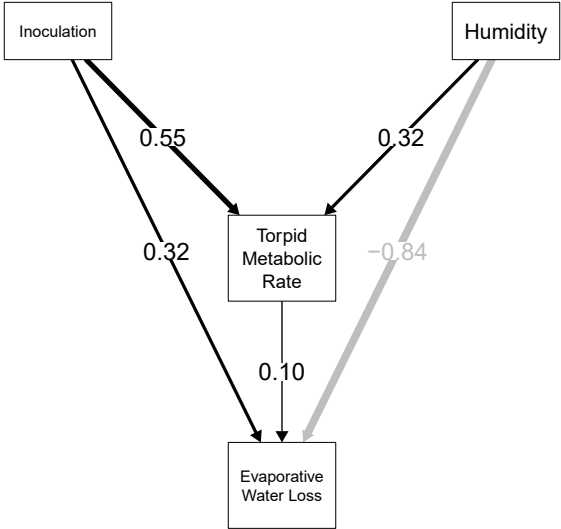 Inoculation
Humidity
0.55
0.32
Torpid
Metabolic
Rate
0.32
−0.84
0.10
Evaporative
Water Loss